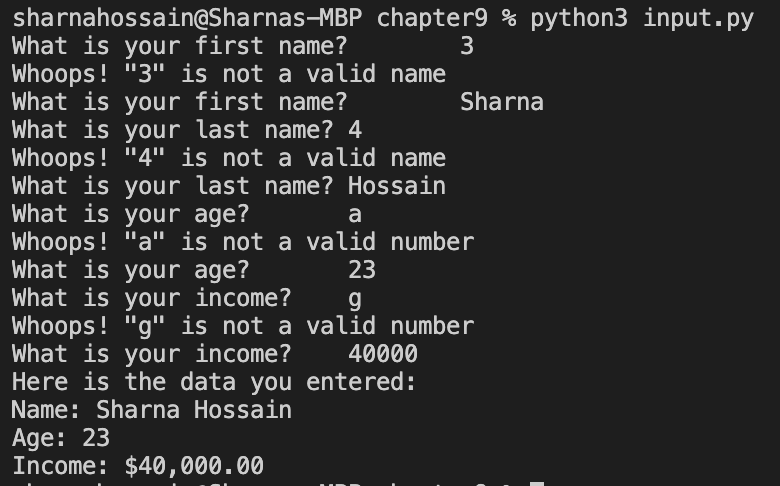 sharnahossain@Sharnas-MBP chapter9 % python3 input.py
What is your first name?        3
Whoops! "3" is not a valid name
What is your first name?        Sharna
What is your last name? 4
Whoops! "4" is not a valid name
What is your last name? Hossain
What is your age?       a
Whoops! "a" is not a valid number
What is your age?       23
What is your income?    g
Whoops! "g" is not a valid number
What is your income?    40000
Here is the data you entered:
Name: Sharna Hossain
Age: 23
Income: $40,000.00